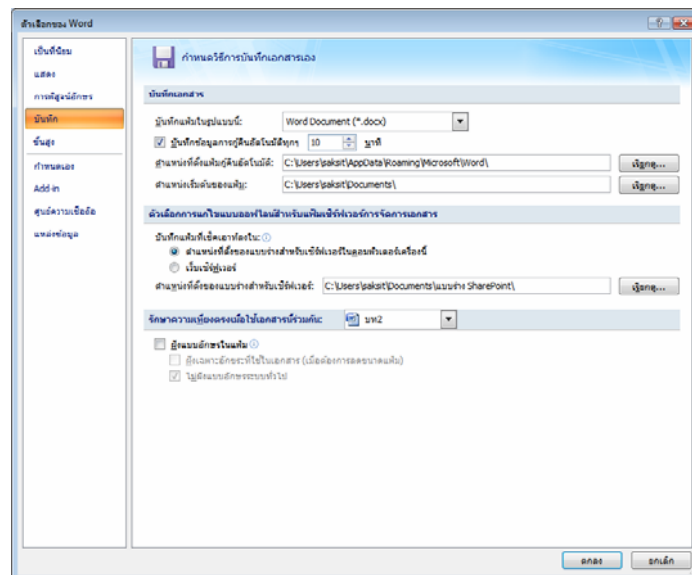 ตัวเลือกของ Word
เป็นที่นิยม
แสดง
การพิสูจน์อักษร
บันทึก
ขั้นสูง
กำหนดเอง
Add-in
ศูนย์ความเชื่อถือ
แหล่งข้อมูล
กำหนดวิธีการบันทึกเอกสารเอง
บันทึกเอกสาร
บันทึกแฟ้มในรูปแบบนี้: Word Document (*.docx)
บันทึกข้อมูลการกู้คืนอัตโนมัติทุกๆ 10 นาที
ตำแหน่งที่ตั้งแฟ้มกู้คืนอัตโนมัติ: C:\Users\saksit\AppData\Roaming\Microsoft\Word\ เรียกดู...
ตำแหน่งเริ่มต้นของแฟ้ม: C:\Users\saksit\Documents\ เรียกดู...
ตัวเลือกการแก้ไขแบบออฟไลน์สำหรับแฟ้มเซิร์ฟเวอร์การจัดการเอกสาร
บันทึกแฟ้มที่เช็คเอาท์ลงใน:
ตำแหน่งที่ตั้งของแบบร่างสำหรับเซิร์ฟเวอร์ในคอมพิวเตอร์เครื่องนี้
เว็บเซิร์ฟเวอร์
ตำแหน่งที่ตั้งของแบบร่างสำหรับเซิร์ฟเวอร์: C:\Users\saksit\Documents\แบบร่าง SharePoint\ เรียกดู...
รักษาความเที่ยงตรงเมื่อใช้เอกสารนี้ร่วมกัน: บท2
ฝังแบบอักษรในแฟ้ม
ฝังเฉพาะอักขระที่ใช้ในเอกสาร (เมื่อต้องการลดขนาดแฟ้ม)
ไม่ฝังแบบอักษรระบบทั่วไป
ตกลง ยกเลิก